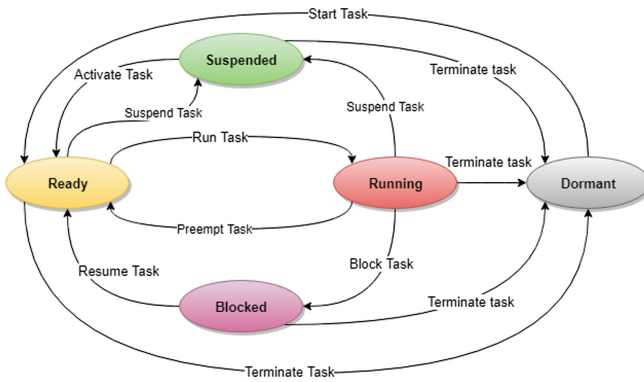 Start Task
Suspended
Terminate task
Activate Task
Suspend Task
Suspend Task
Run Task
Terminate task
Ready
Running
Dormant
Preempt Task
Block Task
Resume Task
Blocked
Terminate task
Terminate Task